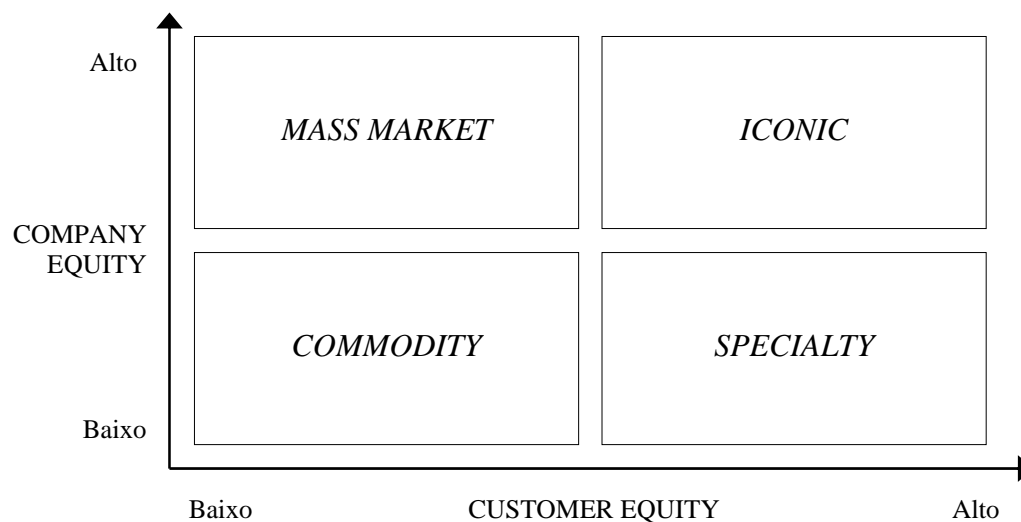 Alto
MASS MARKET
ICONIC
COMPANY
EQUITY
COMMODITY
SPECIALTY
Baixo
Baixo
CUSTOMER EQUITY
Alto